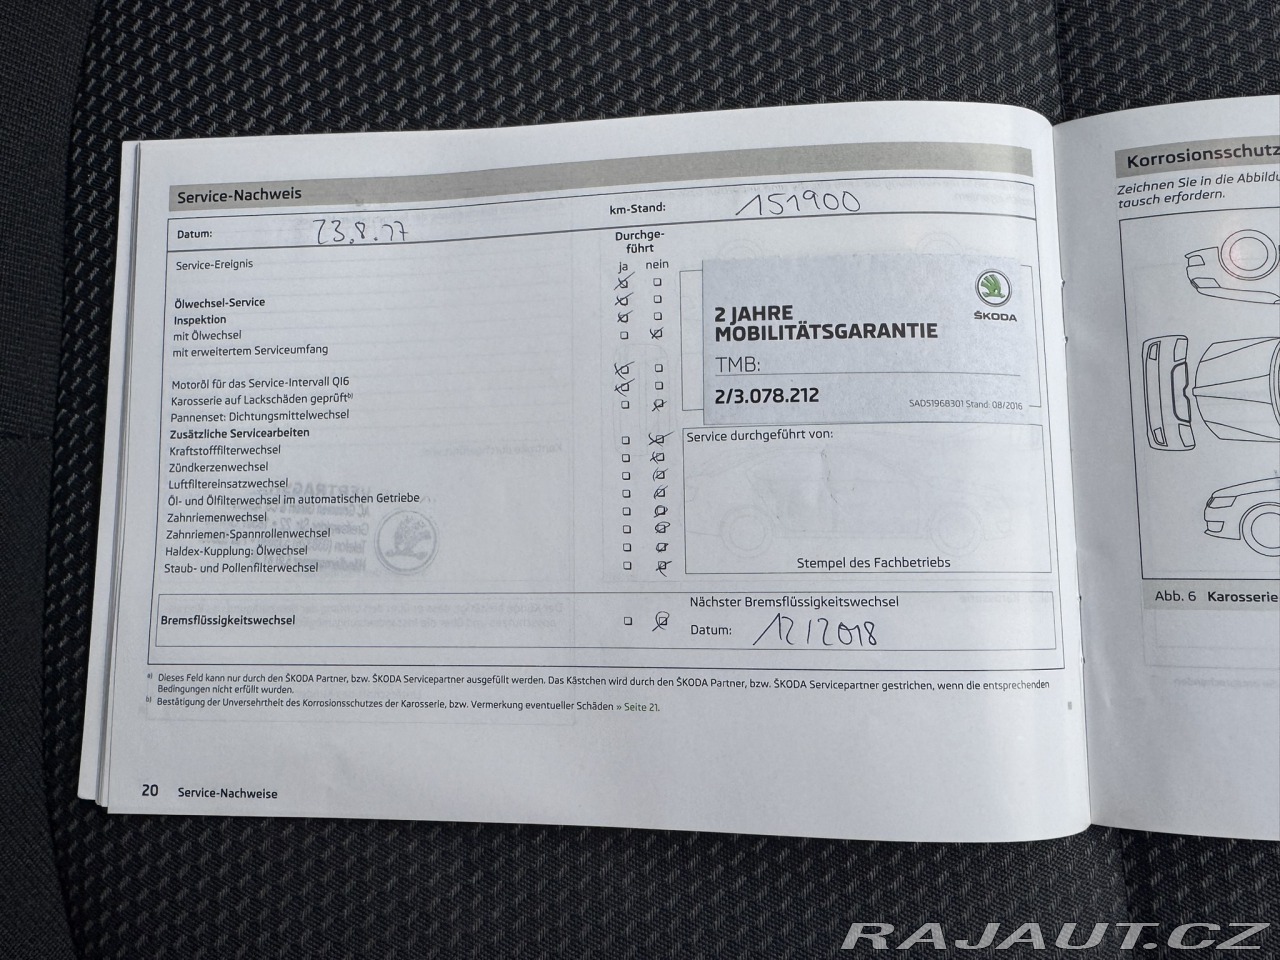 Service-Nachweis
Datum: 23.8.17
km-Stand: 151900
Durchge-
führt
ja nein
Service-Ereignis
Ölwechsel-Service
Inspektion
mit Ölwechsel
mit erweitertem Serviceumfang
Motoröl für das Service-Intervall QI6
Karosserie auf Lackschäden geprüft b)
Pannenset: Dichtungsmittelwechsel
Zusätzliche Servicearbeiten
Kraftstofffilterwechsel
Zündkerzenwechsel
Luftfiltereinsatzwechsel
Öl- und Ölfilterwechsel im automatischen Getriebe
Zahnriemenwechsel
Zahnriemen-Spannrollenwechsel
Haldex-Kupplung: Ölwechsel
Staub- und Pollenfilterwechsel
ŠKODA
2 JAHRE
MOBILITÄTSGARANTIE
TMB:
2/3.078.212
SAD51968301 Stand: 08/2016
Service durchgeführt von:
Stempel des Fachbetriebs
Bremsflüssigkeitswechsel
Nächster Bremsflüssigkeitswechsel
Datum: 12/2018
a) Dieses Feld kann nur durch den ŠKODA Partner, bzw. ŠKODA Servicepartner ausgefüllt werden. Das Kästchen wird durch den ŠKODA Partner, bzw. ŠKODA Servicepartner gestrichen, wenn die entsprechenden
Bedingungen nicht erfüllt wurden.
b) Bestätigung der Unversehrtheit des Korrosionsschutzes der Karosserie, bzw. Vermerkung eventueller Schäden » Seite 21.
20 Service-Nachweise
Korrosionsschutz
Zeichnen Sie in die Abbildu
tausch erfordern.
Abb. 6 Karosserie
RAJAUT.CZ